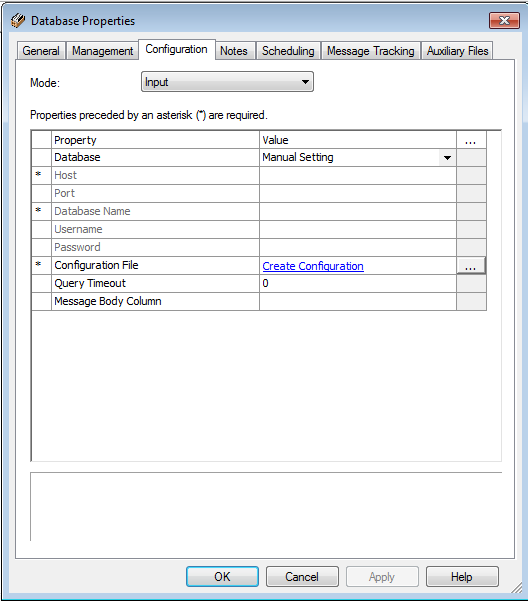 Database Properties
General Management Configuration Notes Scheduling Message Tracking Auxiliary Files
Mode: Input
Properties preceded by an asterisk (*) are required.
Property Value ...
Database Manual Setting
* Host
Port
* Database Name
Username
Password
* Configuration File Create Configuration ...
Query Timeout 0
Message Body Column
OK Cancel Apply Help